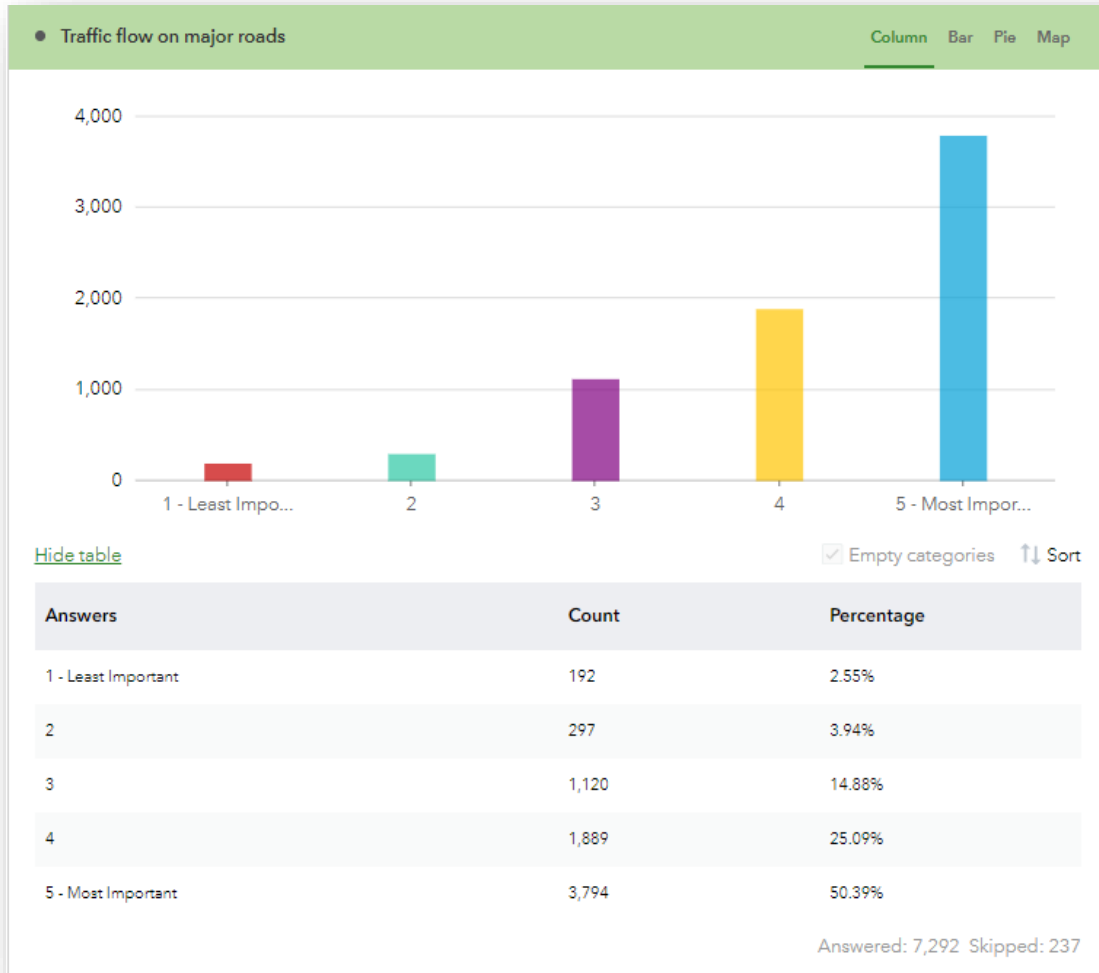 Traffic flow on major roads
Column Bar Pie Map
4,000
3,000
2,000
1,000
0
1 - Least Impo... 2 3 4 5 - Most Impor...
Hide table Empty categories Sort
Answers Count Percentage
1 - Least Important 192 2.55%
2 297 3.94%
3 1,120 14.88%
4 1,889 25.09%
5 - Most Important 3,794 50.39%
Answered: 7,292 Skipped: 237